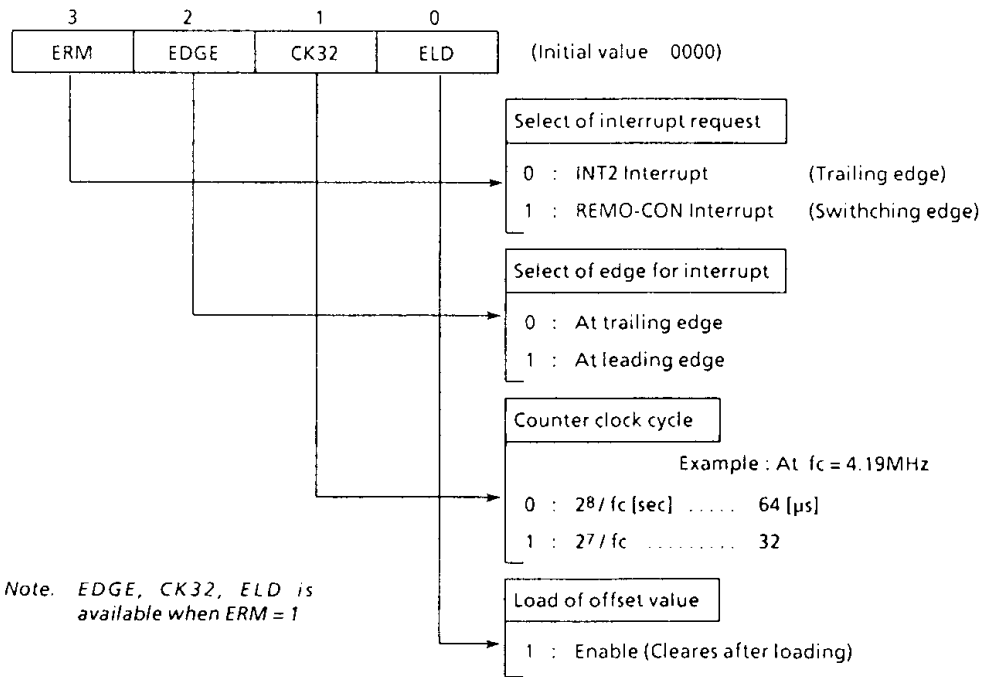 3 2 1 0
ERM EDGE CK32 ELD (Initial value 0000)
Select of interrupt request
0 : INT2 Interrupt (Trailing edge)
1 : REMO-CON Interrupt (Swithching edge)
Select of edge for interrupt
0 : At trailing edge
1 : At leading edge
Counter clock cycle
Example : At fc = 4.19MHz
0 : 2⁸/ fc [sec] ..... 64 [µs]
1 : 2⁷/ fc ......... 32
Note. EDGE, CK32, ELD is
available when ERM = 1
Load of offset value
1 : Enable (Cleares after loading)